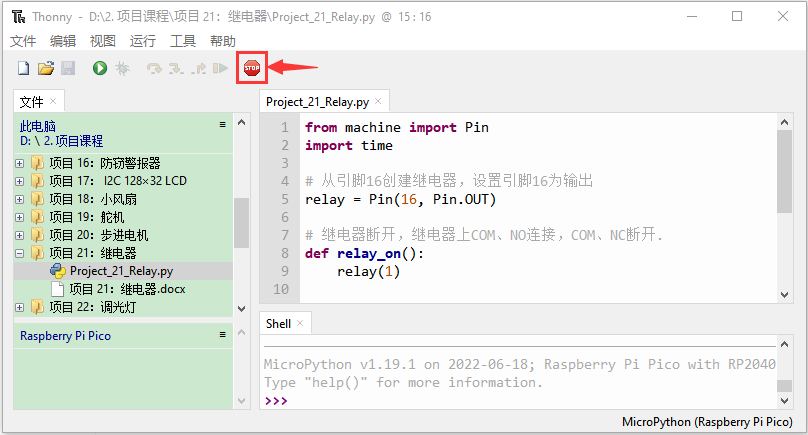 Thonny - D:\2. 项目课程\项目 21：继电器\Project_21_Relay.py @ 15 : 16
文件 编辑 视图 运行 工具 帮助
STOP
文件 ×
此电脑
D: \ 2. 项目课程
项目 16：防窃警报器
项目 17： I2C 128×32 LCD
项目 18：小风扇
项目 19：舵机
项目 20：步进电机
项目 21：继电器
Project_21_Relay.py
项目 21：继电器.docx
项目 22：调光灯
Raspberry Pi Pico
Project_21_Relay.py ×
1 from machine import Pin
2 import time
3
4 # 从引脚16创建继电器，设置引脚16为输出
5 relay = Pin(16, Pin.OUT)
6
7 # 继电器断开，继电器上COM、NO连接，COM、NC断开.
8 def relay_on():
9 relay(1)
10
Shell ×
MicroPython v1.19.1 on 2022-06-18; Raspberry Pi Pico with RP2040
Type "help()" for more information.
>>>
MicroPython (Raspberry Pi Pico)